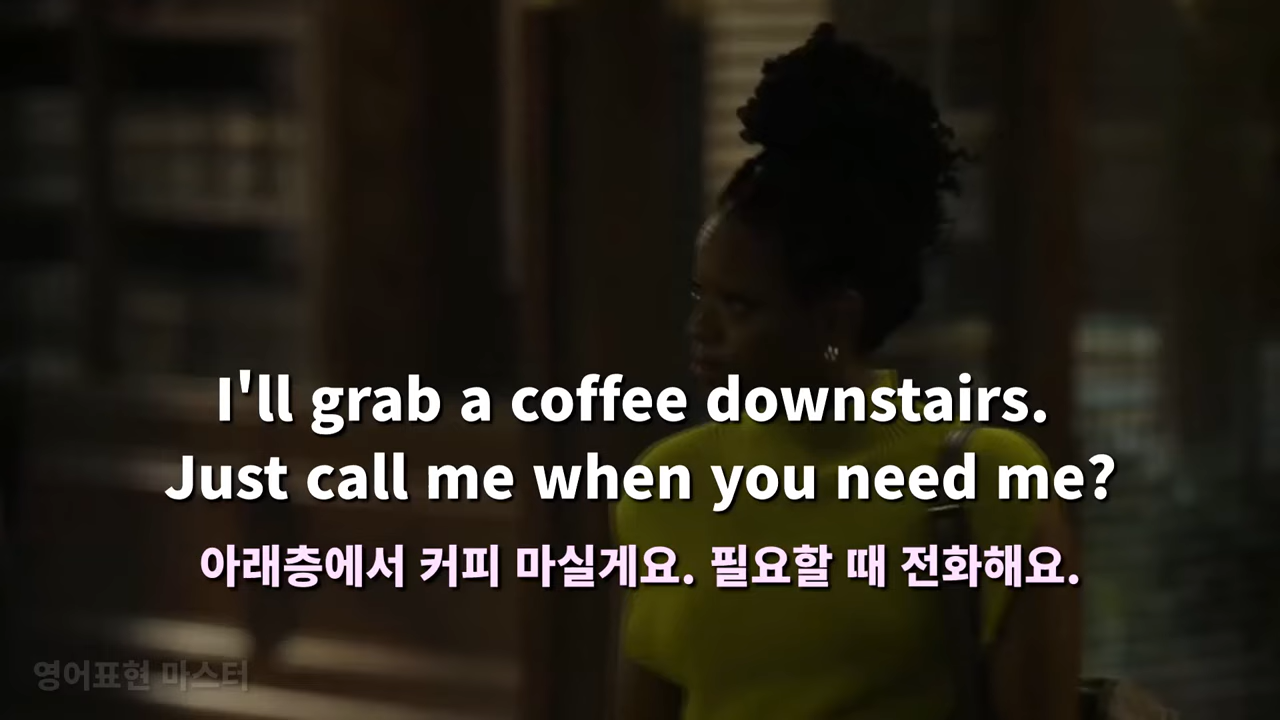 I'll grab a coffee downstairs.
Just call me when you need me?
아래층에서 커피 마실게요. 필요할 때 전화해요.
영어표현 마스터